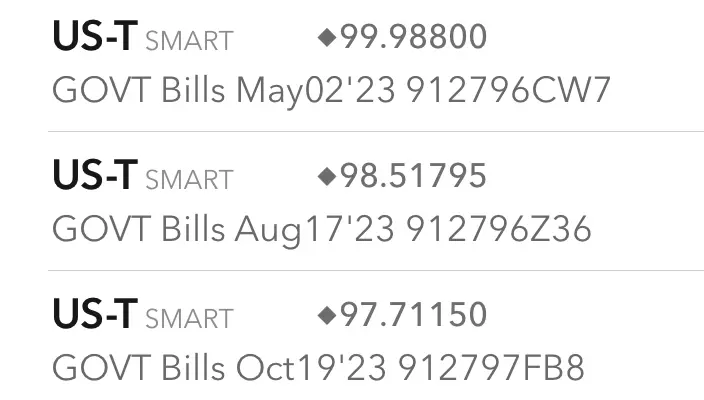 US-T SMART ◆99.98800
GOVT Bills May02'23 912796CW7
US-T SMART ◆98.51795
GOVT Bills Aug17'23 912796Z36
US-T SMART ◆97.71150
GOVT Bills Oct19'23 912797FB8